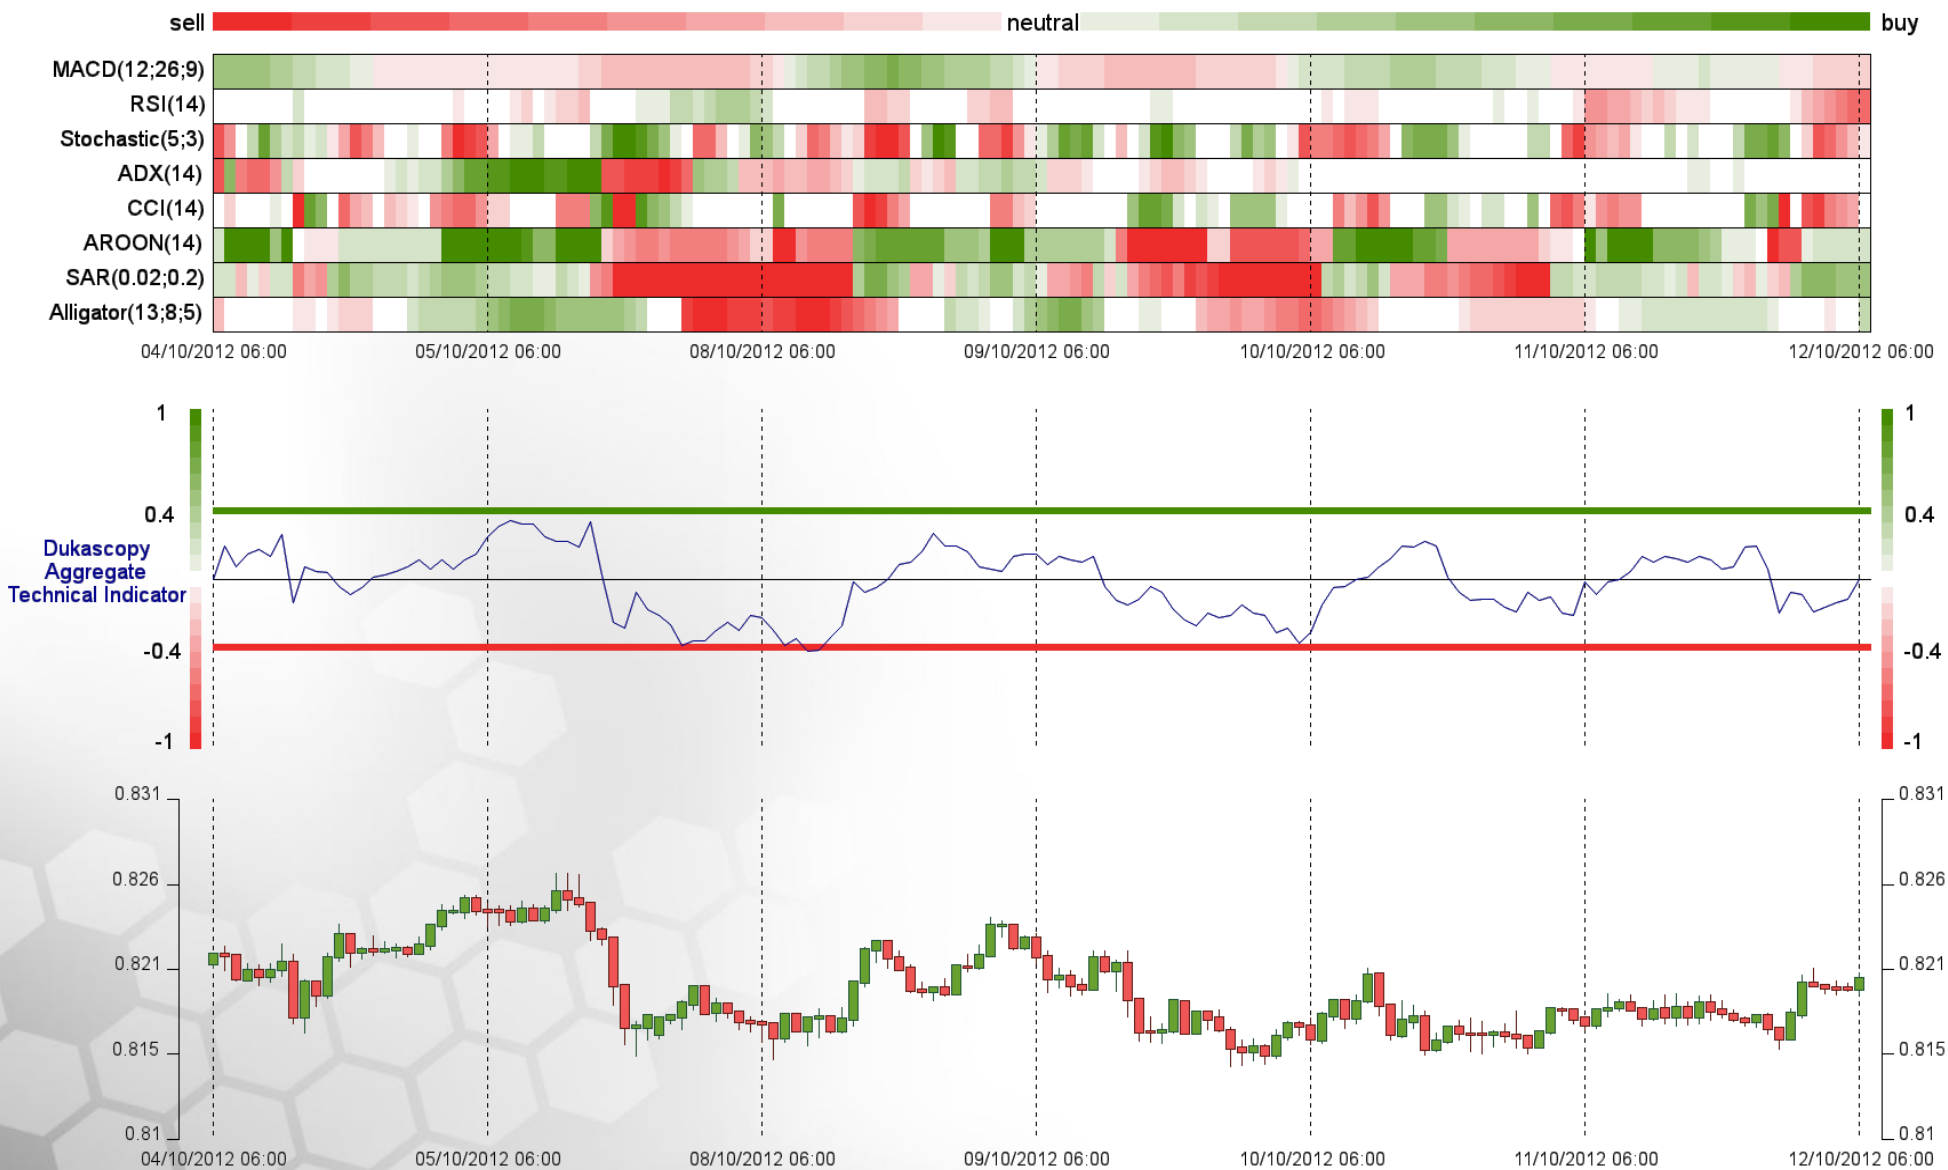 sell neutral buy
MACD(12;26;9)
RSI(14)
Stochastic(5;3)
ADX(14)
CCI(14)
AROON(14)
SAR(0.02;0.2)
Alligator(13;8;5)
04/10/2012 06:00 05/10/2012 06:00 08/10/2012 06:00 09/10/2012 06:00 10/10/2012 06:00 11/10/2012 06:00 12/10/2012 06:00
1 1
0.4 0.4
Dukascopy
Aggregate
Technical Indicator
-0.4 -0.4
-1 -1
0.831 0.831
0.826 0.826
0.821 0.821
0.815 0.815
0.81 0.81
04/10/2012 06:00 05/10/2012 06:00 08/10/2012 06:00 09/10/2012 06:00 10/10/2012 06:00 11/10/2012 06:00 12/10/2012 06:00